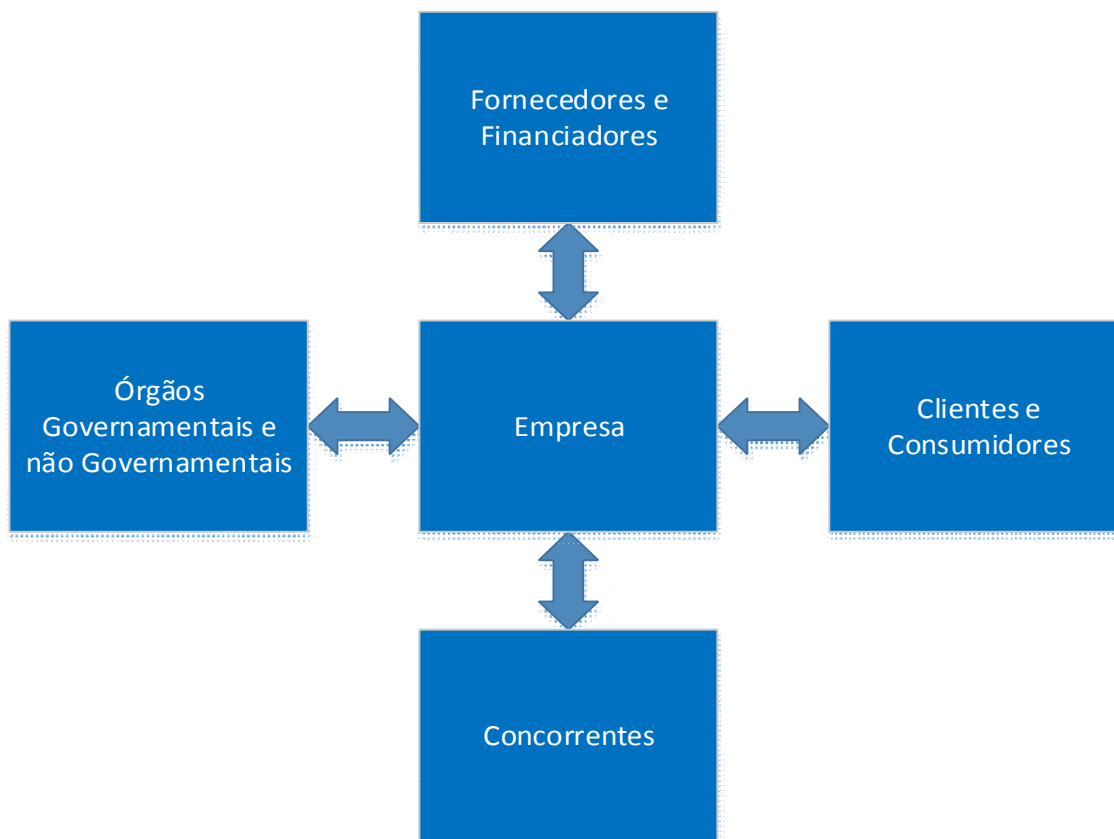 Fornecedores e
Financiadores
Órgãos
Governamentais e
não Governamentais
Empresa
Clientes e
Consumidores
Concorrentes